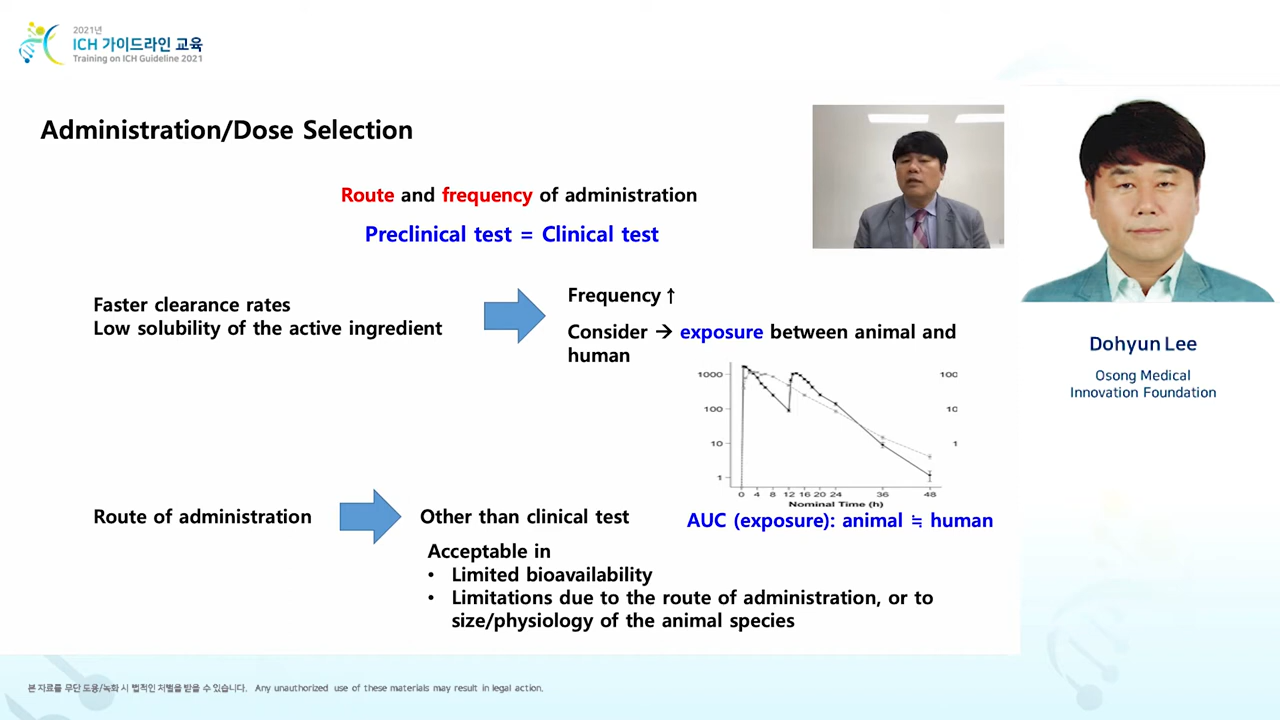 2021년
ICH 가이드라인 교육
Training on ICH Guideline 2021
Administration/Dose Selection
Route and frequency of administration
Preclinical test = Clinical test
Faster clearance rates
Low solubility of the active ingredient
Frequency ↑
Consider → exposure between animal and
human
1000
100
10
1
100
10
1
0 4 8 12 16 20 24 36 48
Nominal Time (h)
AUC (exposure): animal ≒ human
Route of administration
Other than clinical test
Acceptable in
• Limited bioavailability
• Limitations due to the route of administration, or to
size/physiology of the animal species
Dohyun Lee
Osong Medical
Innovation Foundation
본 자료를 무단 도용/녹화 시 법적인 처벌을 받을 수 있습니다. Any unauthorized use of these materials may result in legal action.